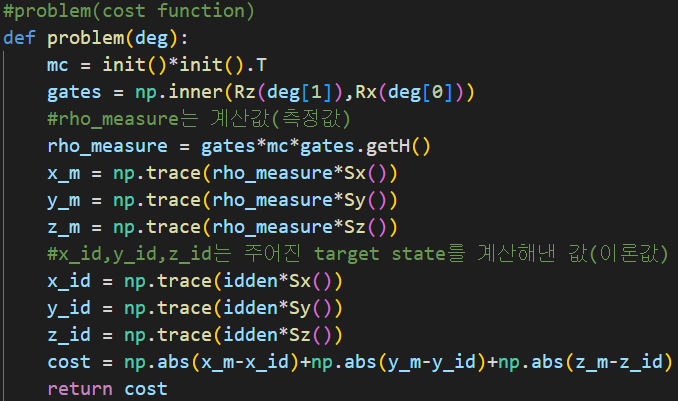 #problem(cost function)
def problem(deg):
    mc = init()*init().T
    gates = np.inner(Rz(deg[1]),Rx(deg[0]))
    #rho_measure는 계산값(측정값)
    rho_measure = gates*mc*gates.getH()
    x_m = np.trace(rho_measure*Sx())
    y_m = np.trace(rho_measure*Sy())
    z_m = np.trace(rho_measure*Sz())
    #x_id,y_id,z_id는 주어진 target state를 계산해낸 값(이론값)
    x_id = np.trace(idden*Sx())
    y_id = np.trace(idden*Sy())
    z_id = np.trace(idden*Sz())
    cost = np.abs(x_m-x_id)+np.abs(y_m-y_id)+np.abs(z_m-z_id)
    return cost